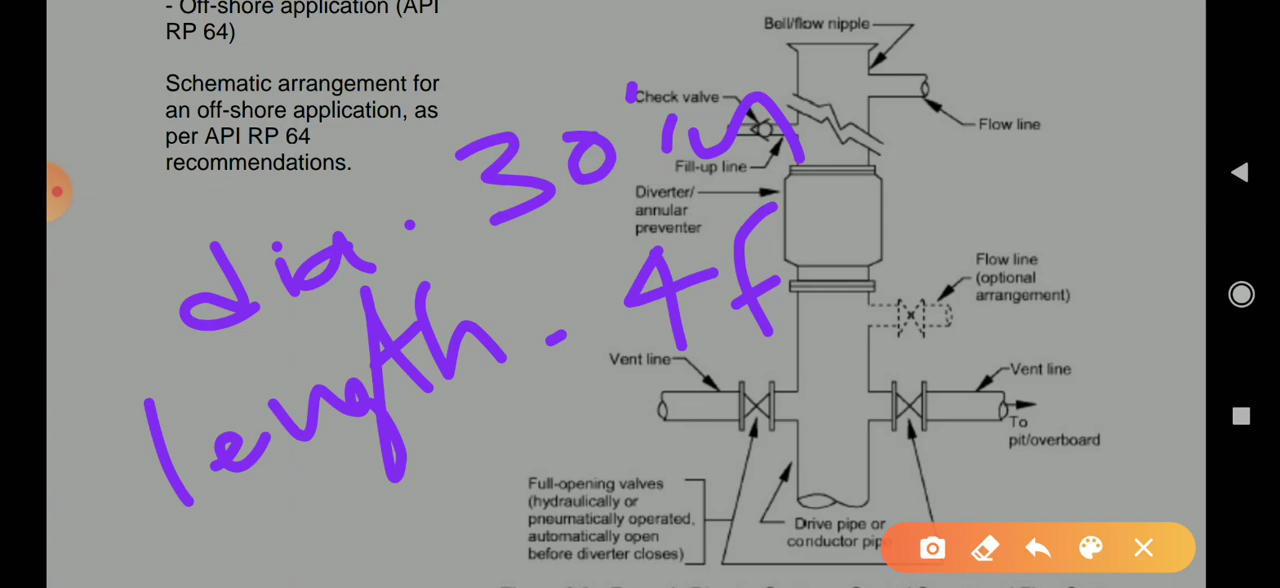 - Off-shore application (API
RP 64)
Schematic arrangement for
an off-shore application, as
per API RP 64
recommendations.
Bell/flow nipple
Check valve
Flow line
Fill-up line
Diverter/
annular
preventer
Flow line
(optional
arrangement)
Vent line
Vent line
To
pit/overboard
Full-opening valves
(hydraulically or
pneumatically operated,
automatically open
before diverter closes)
Drive pipe or
conductor pipe
dia. 30 in
length - 4f